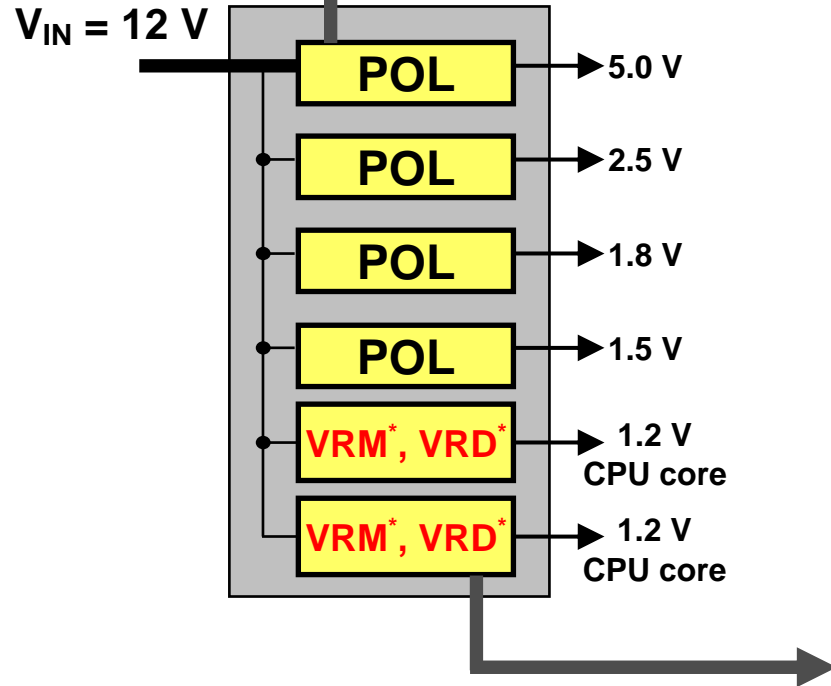 V_IN = 12 V
POL
5.0 V
POL
2.5 V
POL
1.8 V
POL
1.5 V
VRM*, VRD*
1.2 V
CPU core
VRM*, VRD*
1.2 V
CPU core